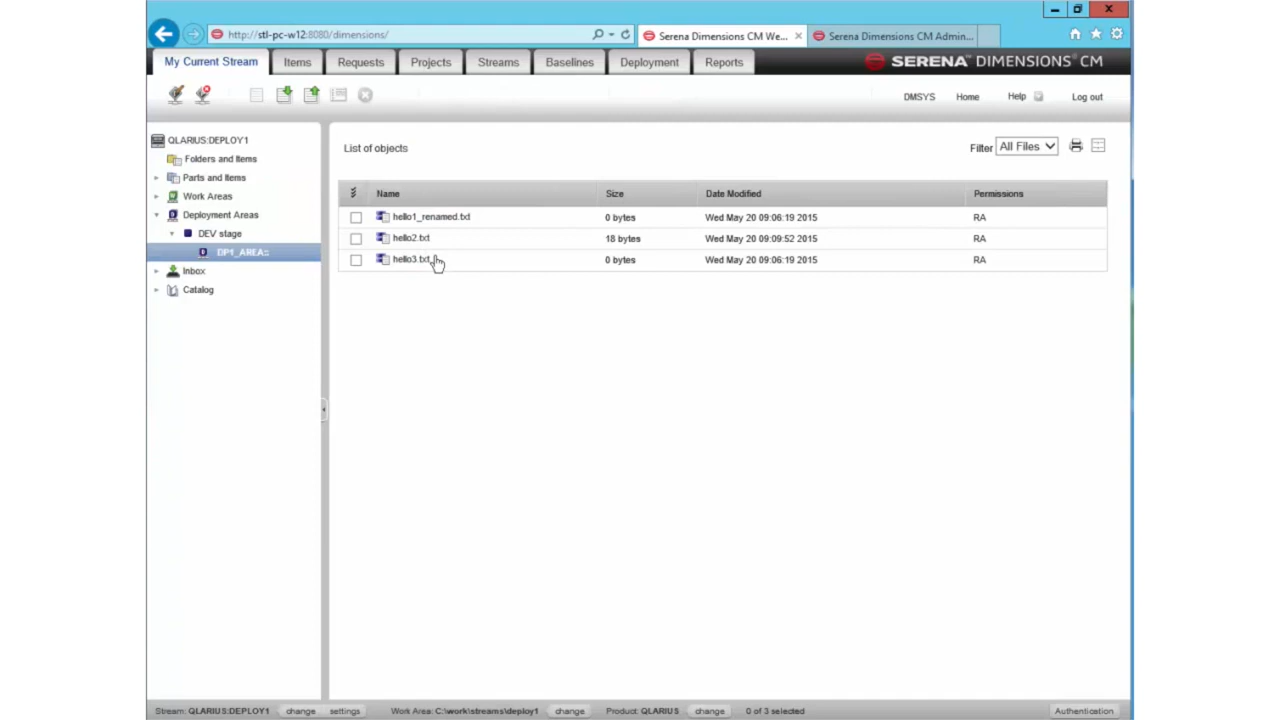 http://stl-pc-w12:8080/dimensions/
Serena Dimensions CM We...
Serena Dimensions CM Admin...
My Current Stream
Items
Requests
Projects
Streams
Baselines
Deployment
Reports
SERENA™ DIMENSIONS® CM
DMSYS
Home
Help
Log out
QLARIUS:DEPLOY1
Folders and Items
Parts and Items
Work Areas
Deployment Areas
DEV stage
DP1_AREA::
Inbox
Catalog
List of objects
Filter All Files
Name Size Date Modified Permissions
hello1_renamed.txt 0 bytes Wed May 20 09:06:19 2015 RA
hello2.txt 18 bytes Wed May 20 09:09:52 2015 RA
hello3.txt 0 bytes Wed May 20 09:06:19 2015 RA
Stream: QLARIUS:DEPLOY1 change settings Work Area: C:\work\streams\deploy1 change Product: QLARIUS change 0 of 3 selected Authentication